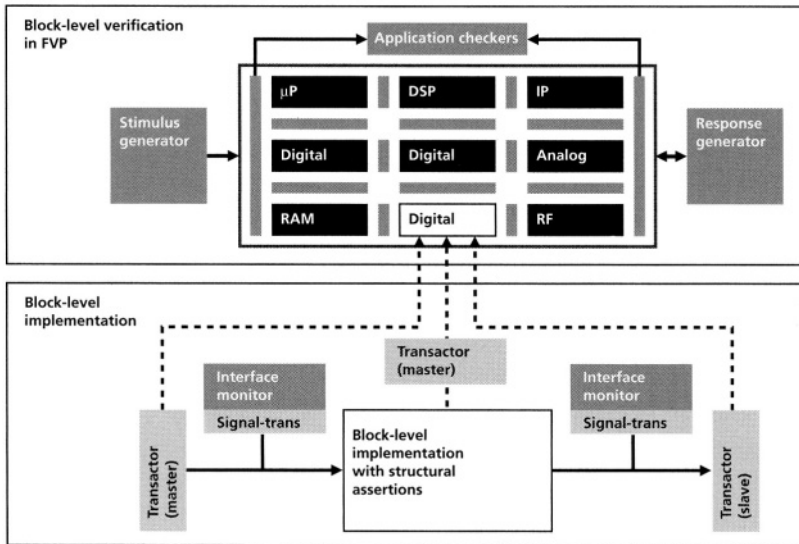 Block-level verification
in FVP
Application checkers
μP
DSP
IP
Stimulus
generator
Response
generator
Digital
Digital
Analog
RAM
Digital
RF
Block-level
implementation
Transactor
(master)
Interface
monitor
Signal-trans
Interface
monitor
Signal-trans
Transactor
(master)
Block-level
implementation
with structural
assertions
Transactor
(slave)